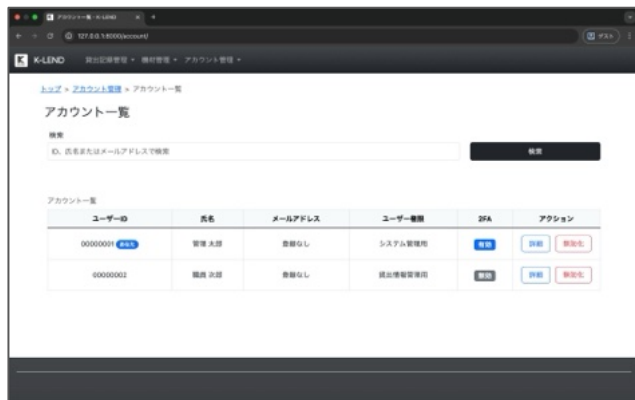 アカウント一覧 - K-LEND
127.0.0.1:8000/account/
ゲスト
K-LEND 貸出記録管理 機材管理 アカウント管理
トップ > アカウント管理 > アカウント一覧
アカウント一覧
検索
ID、氏名またはメールアドレスで検索
検索
アカウント一覧
ユーザーID 氏名 メールアドレス ユーザー権限 2FA アクション
00000001 あなた 管理 太郎 登録なし システム管理用 有効 詳細 無効化
00000002 職員 次郎 登録なし 貸出情報管理用 無効 詳細 無効化